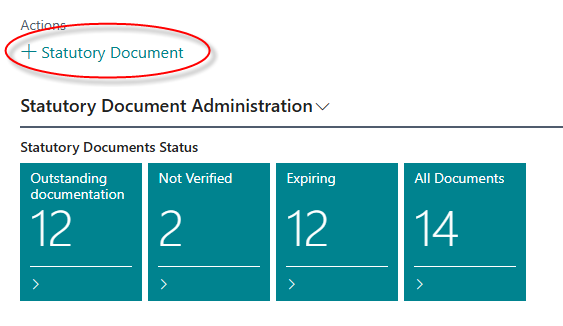 Actions
+ Statutory Document
Statutory Document Administration
Statutory Documents Status
Outstanding
documentation
12
Not Verified
2
Expiring
12
All Documents
14